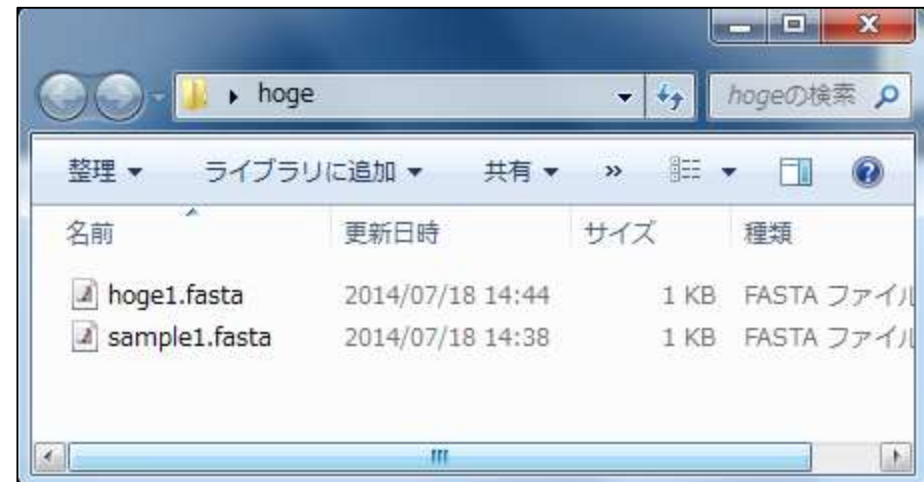 hoge hogeの検索
整理 ライブラリに追加 共有 »
名前 更新日時 サイズ 種類
hoge1.fasta 2014/07/18 14:44 1 KB FASTA ファイル
sample1.fasta 2014/07/18 14:38 1 KB FASTA ファイル